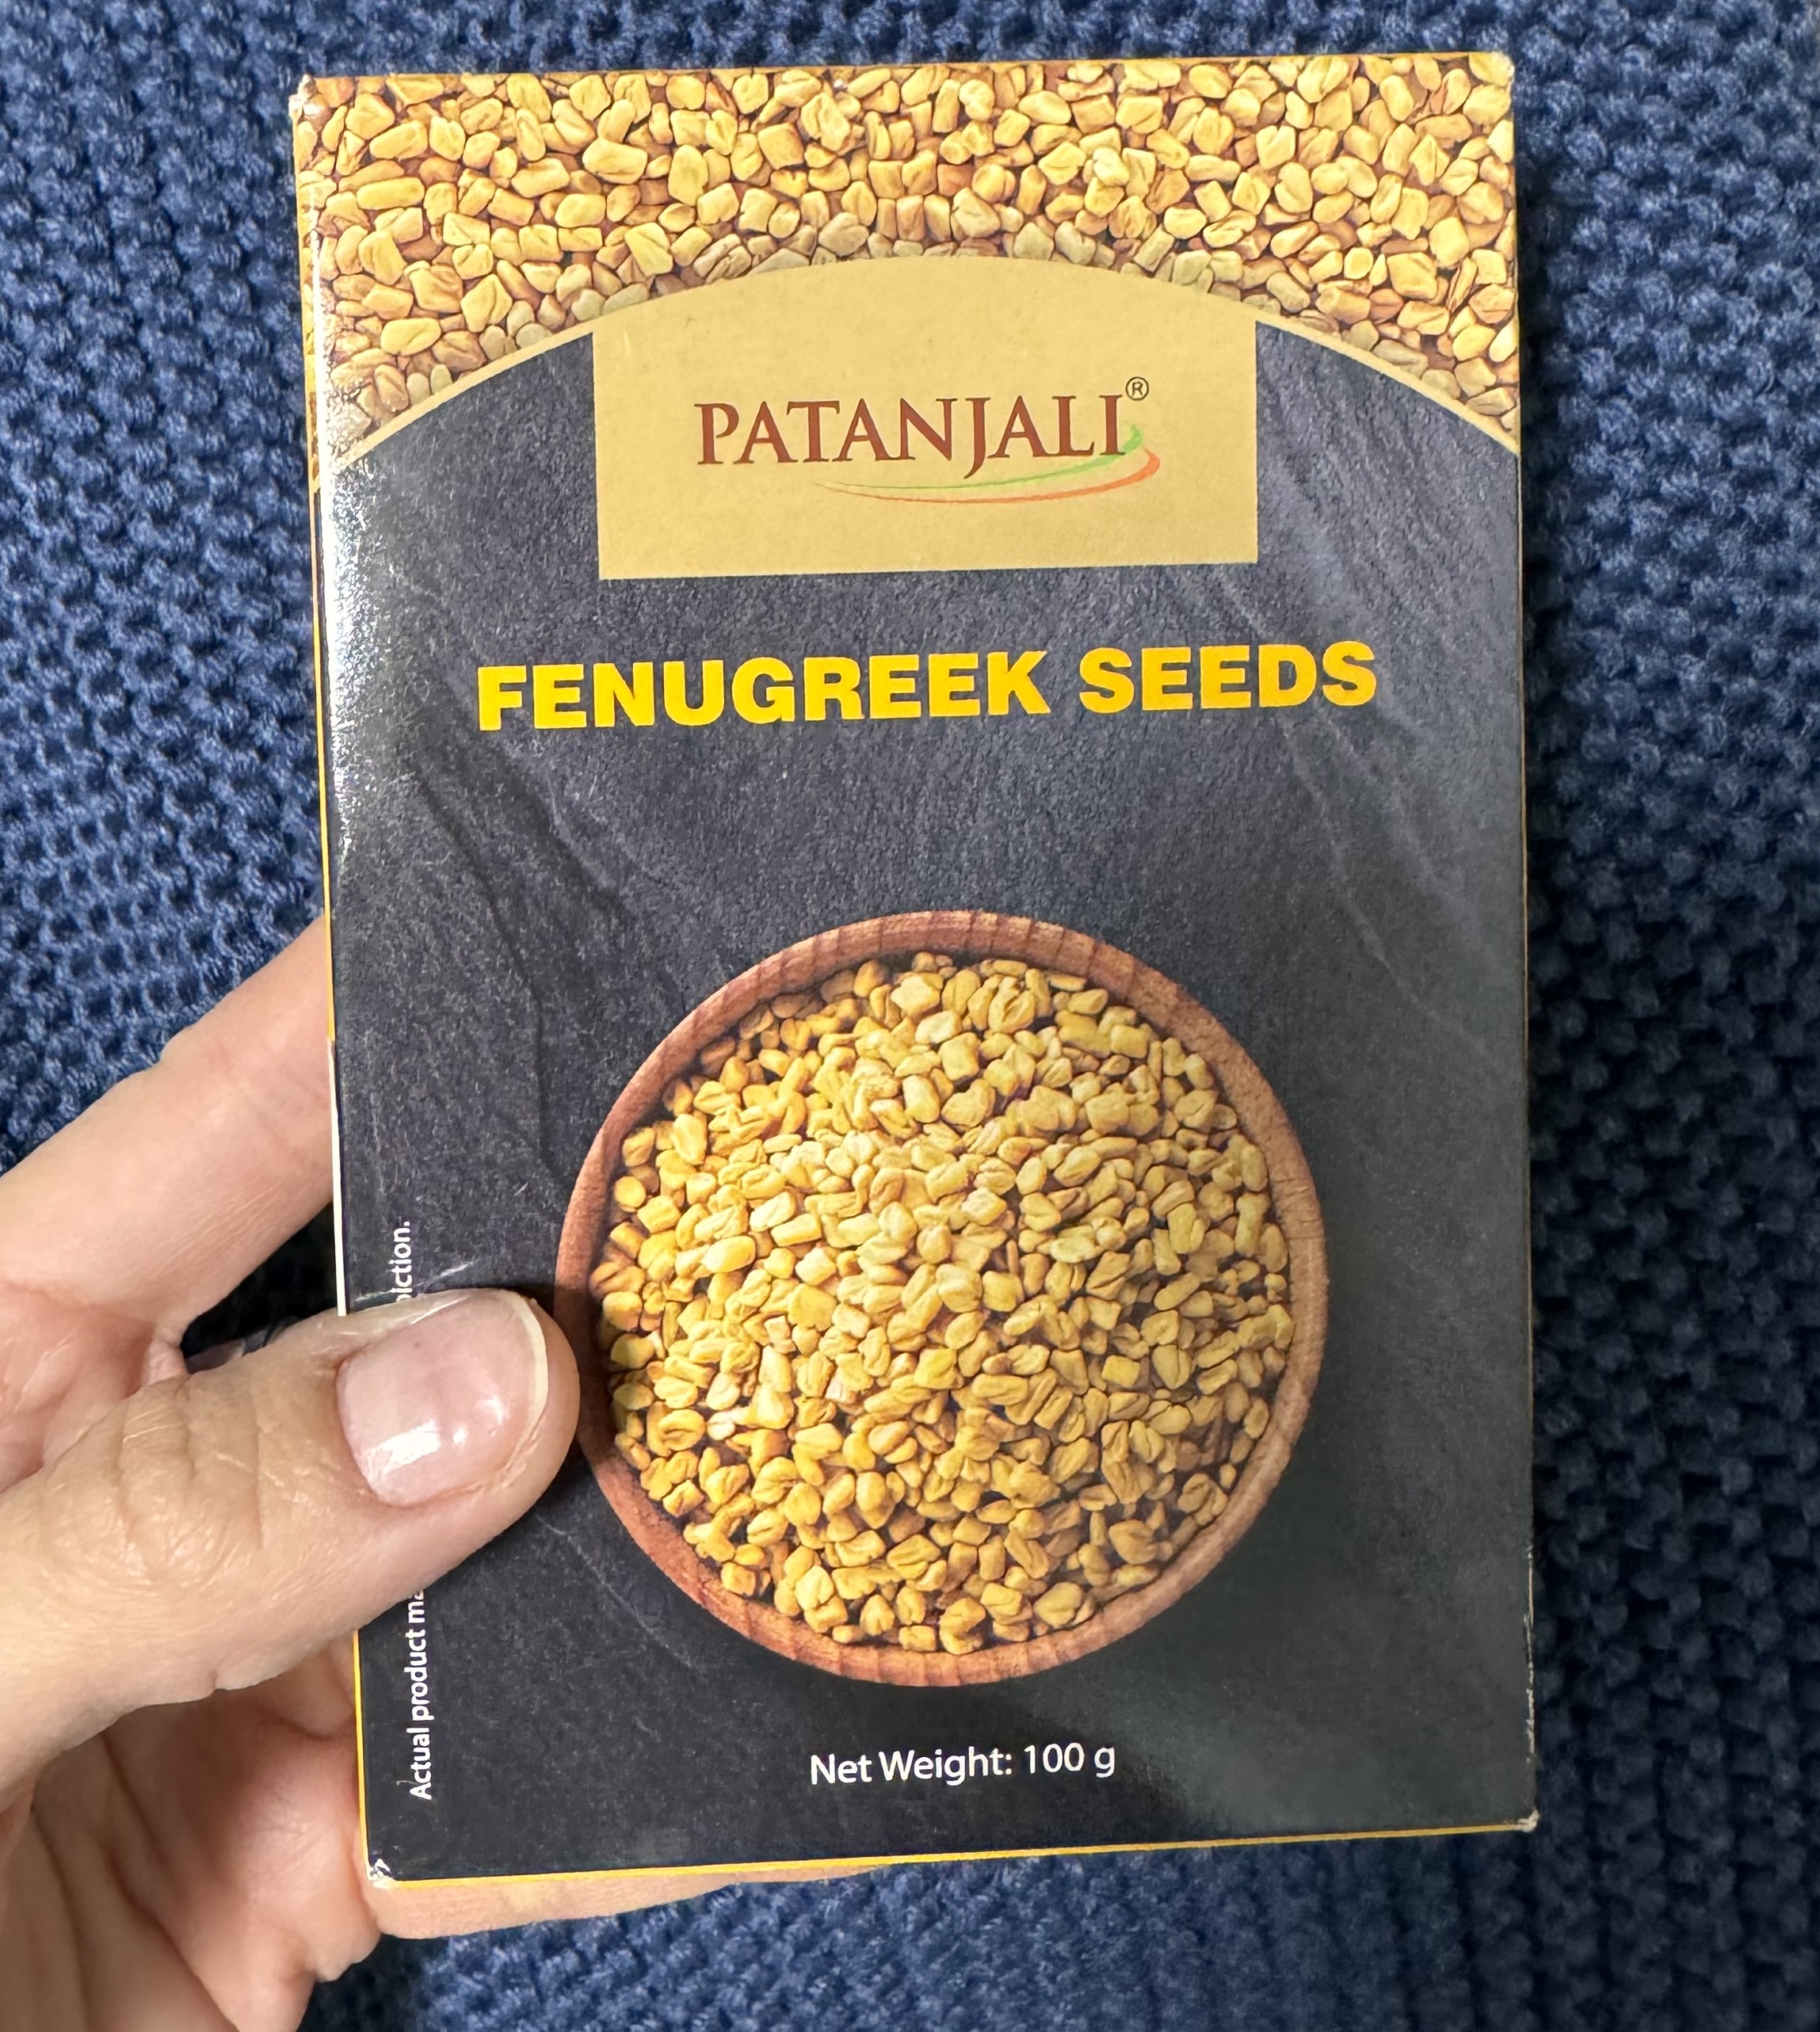 PATANJALI®
FENUGREEK SEEDS
Actual product
Net Weight: 100 g